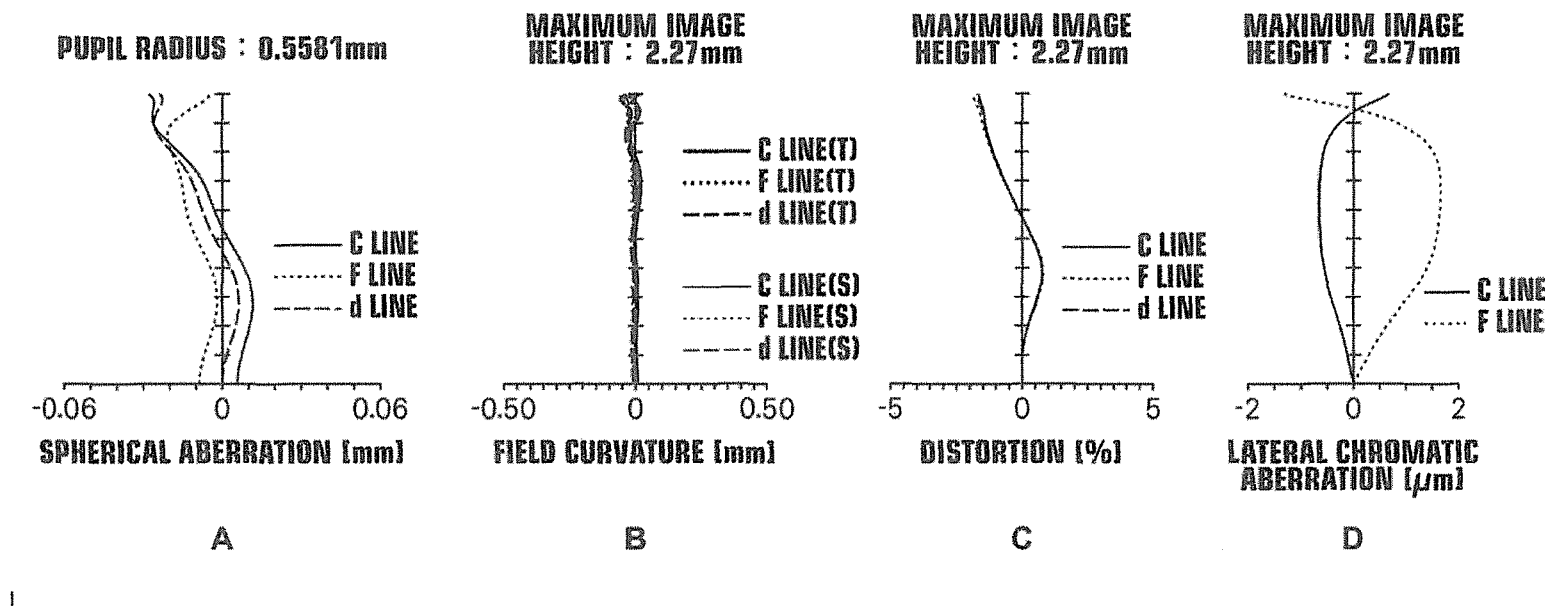 PUPIL RADIUS : 0.5581mm
C LINE
F LINE
d LINE
-0.06 0 0.06
SPHERICAL ABERRATION [mm]
A
MAXIMUM IMAGE
HEIGHT : 2.27mm
C LINE(T)
F LINE(T)
d LINE(T)
C LINE(S)
F LINE(S)
d LINE(S)
-0.50 0 0.50
FIELD CURVATURE [mm]
B
MAXIMUM IMAGE
HEIGHT : 2.27mm
C LINE
F LINE
d LINE
-5 0 5
DISTORTION [%]
C
MAXIMUM IMAGE
HEIGHT : 2.27mm
C LINE
F LINE
-2 0 2
LATERAL CHROMATIC
ABERRATION [μm]
D